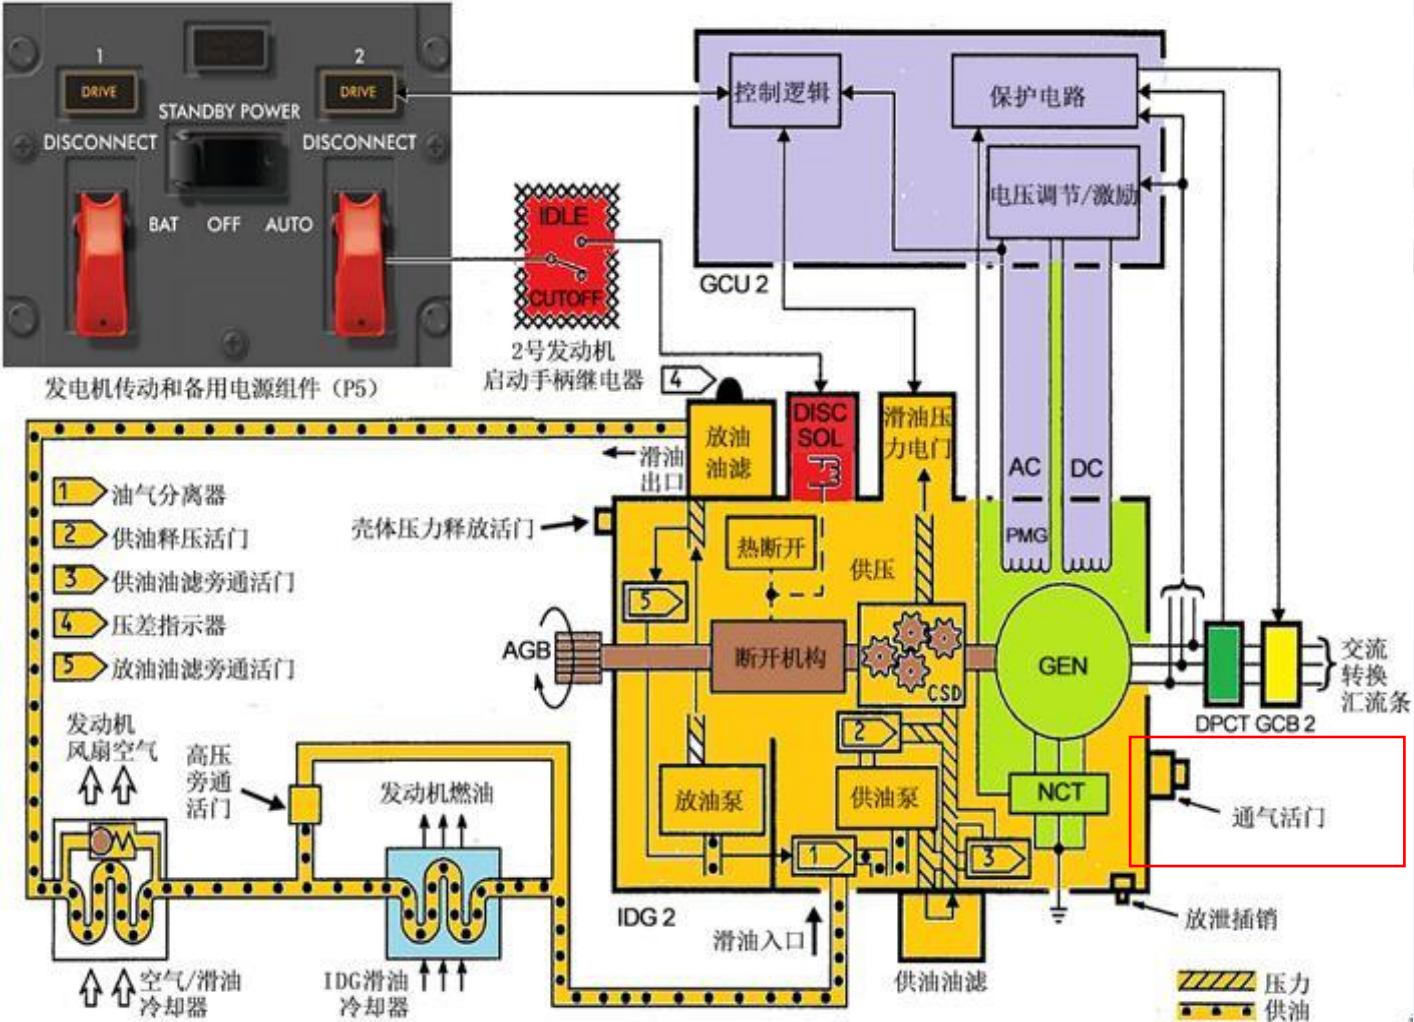 1
2
DRIVE
DRIVE
STANDBY POWER
DISCONNECT
DISCONNECT
BAT
OFF
AUTO
发电机传动和备用电源组件（P5）
IDLE
CUTOFF
2号发动机
启动手柄继电器
控制逻辑
保护电路
电压调节/激励
GCU 2
4
放油
油滤
滑油
出口
DISC
SOL
滑油压
力电门
AC
DC
PMG
1 油气分离器
2 供油释压活门
3 供油油滤旁通活门
4 压差指示器
5 放油油滤旁通活门
壳体压力释放活门
热断开
供压
5
AGB
断开机构
CSD
GEN
交流
转换
汇流条
DPCT
GCB 2
发动机
风扇空气
高压
旁通
活门
发动机燃油
放油泵
2
供油泵
NCT
通气活门
1
3
IDG 2
滑油入口
放泄插销
供油油滤
空气/滑油
冷却器
IDG滑油
冷却器
压力
供油